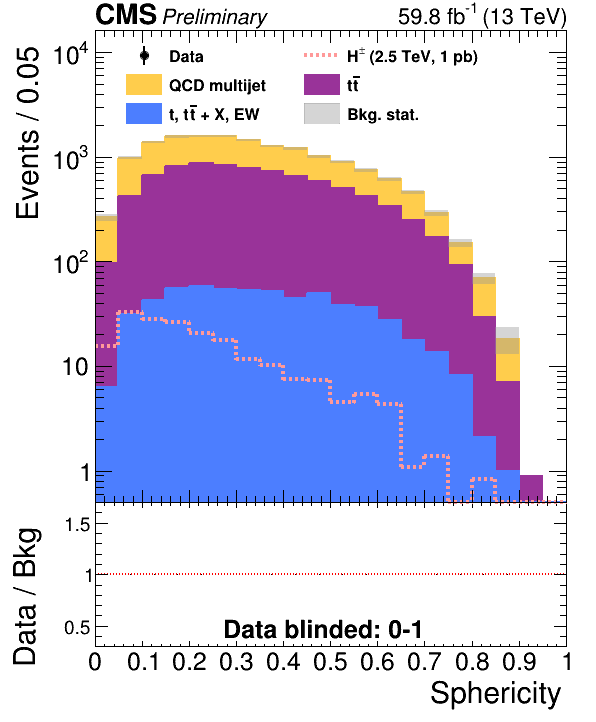 CMS Preliminary 59.8 fb⁻¹ (13 TeV)
Events / 0.05
10⁴
10³
10²
10
1
Data
H± (2.5 TeV, 1 pb)
QCD multijet
tt̄
t, tt̄ + X, EW
Bkg. stat.
Data / Bkg
1.5
1
0.5
Data blinded: 0-1
0 0.1 0.2 0.3 0.4 0.5 0.6 0.7 0.8 0.9 1
Sphericity